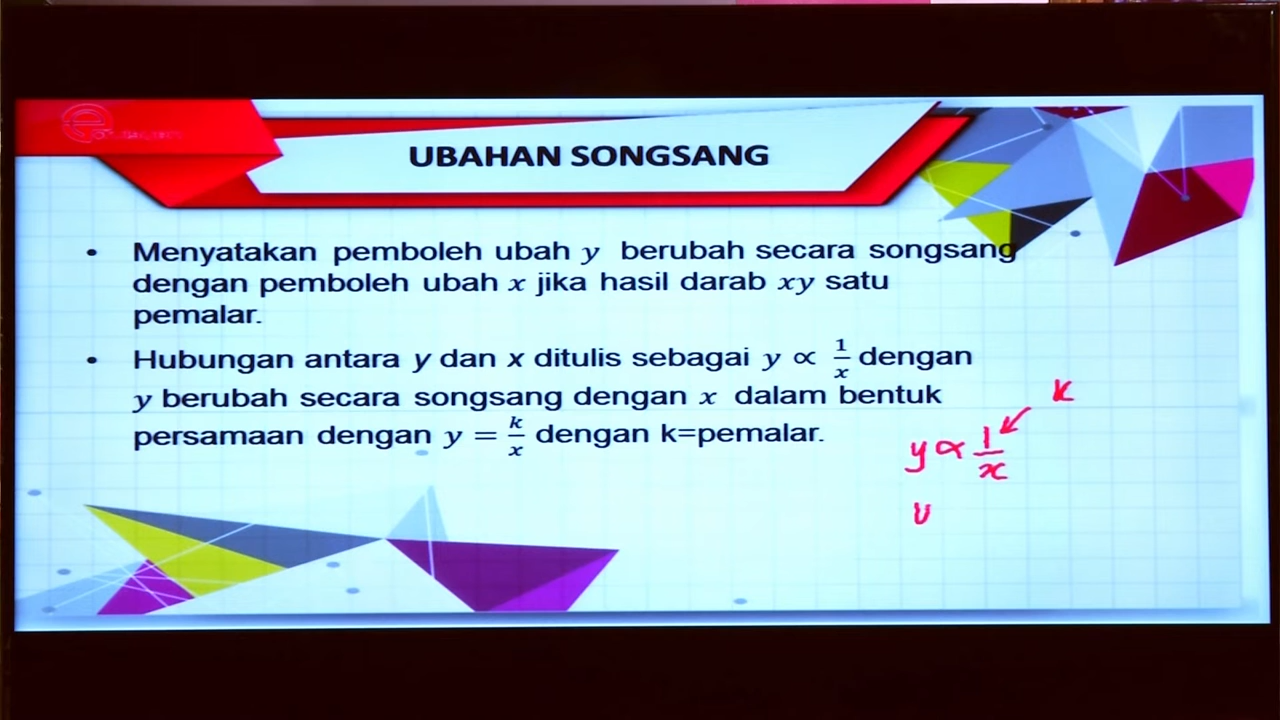 UBAHAN SONGSANG
• Menyatakan pemboleh ubah y berubah secara songsang
dengan pemboleh ubah x jika hasil darab xy satu
pemalar.
• Hubungan antara y dan x ditulis sebagai y ∝ 1/x dengan
y berubah secara songsang dengan x dalam bentuk
persamaan dengan y = k/x dengan k=pemalar.
k
y ∝ 1/x